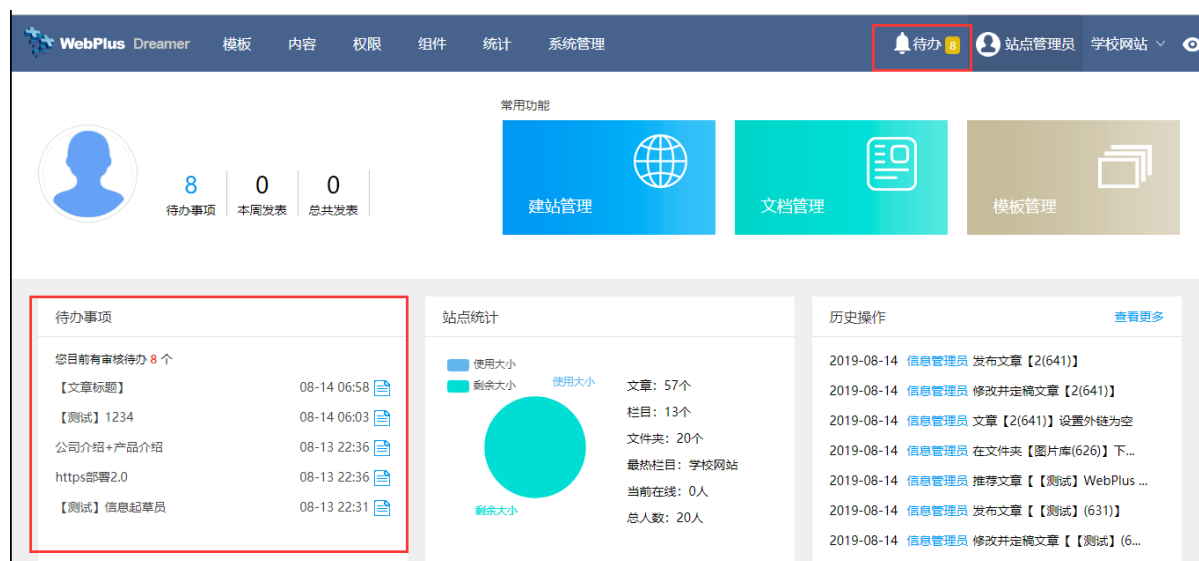 WebPlus Dreamer 模板 内容 权限 组件 统计 系统管理 待办 8 站点管理员 学校网站
常用功能
8 0 0
待办事项 本周发表 总共发表
建站管理 文档管理 模板管理
待办事项
您目前有审核待办 8 个
【文章标题】 08-14 06:58
【测试】1234 08-14 06:03
公司介绍+产品介绍 08-13 22:36
https部署2.0 08-13 22:36
【测试】信息起草员 08-13 22:31
站点统计
使用大小
剩余大小
使用大小
剩余大小
文章：57个
栏目：13个
文件夹：20个
最热栏目：学校网站
当前在线：0人
总人数：20人
历史操作 查看更多
2019-08-14 信息管理员 发布文章【2(641)】
2019-08-14 信息管理员 修改并定稿文章【2(641)】
2019-08-14 信息管理员 文章【2(641)】设置外链为空
2019-08-14 信息管理员 在文件夹【图片库(626)】下...
2019-08-14 信息管理员 推荐文章【【测试】WebPlus ...
2019-08-14 信息管理员 发布文章【【测试】(631)】
2019-08-14 信息管理员 修改并定稿文章【【测试】(6...